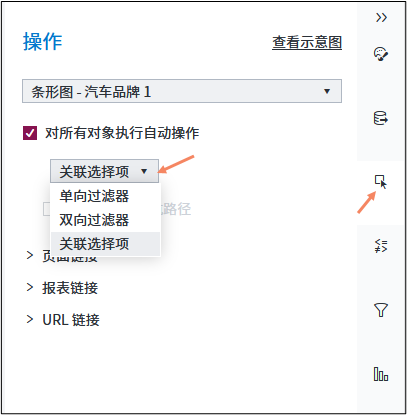 操作
查看示意图
条形图 - 汽车品牌 1
对所有对象执行自动操作
关联选择项
单向过滤器
双向过滤器
路径
关联选择项
页面链接
报表链接
URL 链接